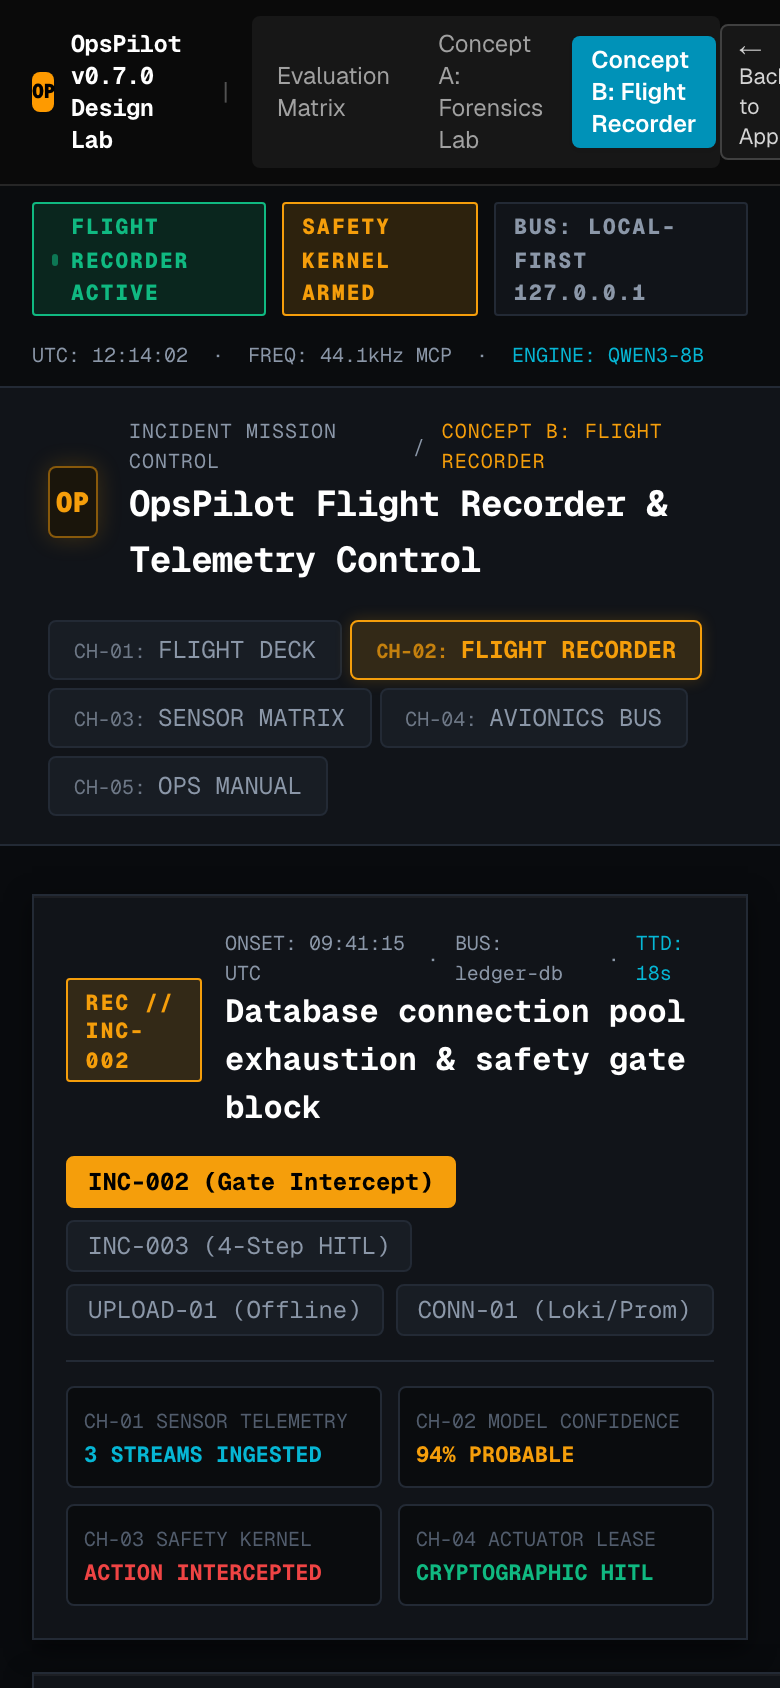 OP
OpsPilot
v0.7.0
Design
Lab
|
Evaluation
Matrix
Concept
A:
Forensics
Lab
Concept
B: Flight
Recorder
←
to
FLIGHT
RECORDER
ACTIVE
SAFETY
KERNEL
ARMED
BUS: LOCAL-
FIRST
127.0.0.1
UTC: 12:14:02 · FREQ: 44.1kHz MCP · ENGINE: QWEN3-8B
OP
INCIDENT MISSION
CONTROL
/
CONCEPT B: FLIGHT
RECORDER
OpsPilot Flight Recorder &
Telemetry Control
CH-01: FLIGHT DECK
CH-02: FLIGHT RECORDER
CH-03: SENSOR MATRIX
CH-04: AVIONICS BUS
CH-05: OPS MANUAL
REC //
INC-
002
ONSET: 09:41:15
UTC
·
BUS:
ledger-db
·
TTD:
18s
Database connection pool
exhaustion & safety gate
block
INC-002 (Gate Intercept)
INC-003 (4-Step HITL)
UPLOAD-01 (Offline)
CONN-01 (Loki/Prom)
CH-01 SENSOR TELEMETRY
3 STREAMS INGESTED
CH-02 MODEL CONFIDENCE
94% PROBABLE
CH-03 SAFETY KERNEL
ACTION INTERCEPTED
CH-04 ACTUATOR LEASE
CRYPTOGRAPHIC HITL